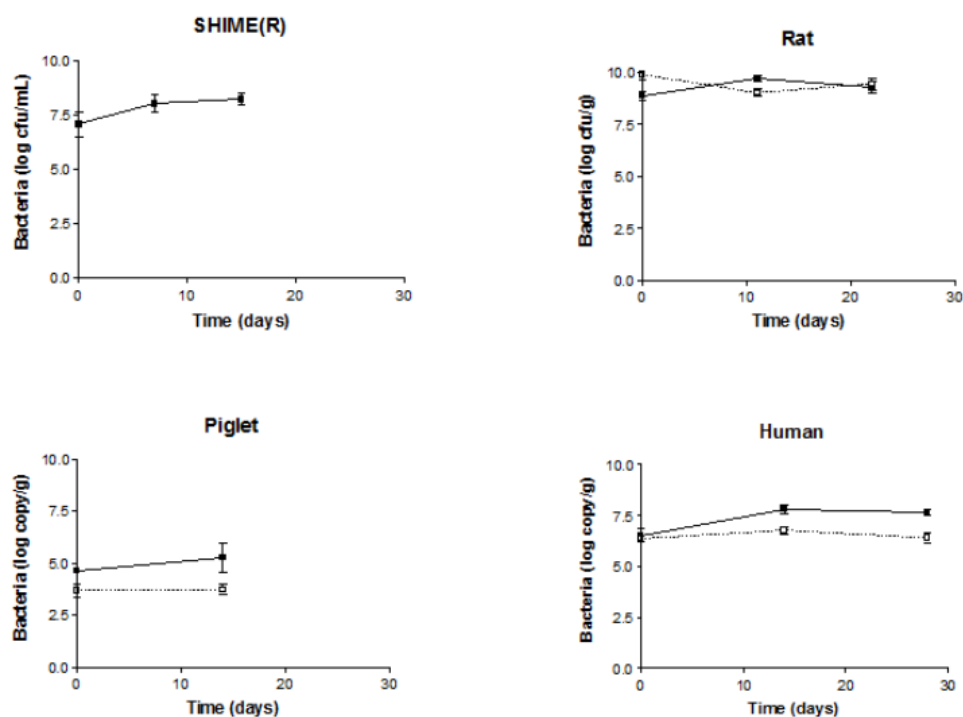 SHIME(R)
Bacteria (log cfu/mL)
10.0
7.5
5.0
2.5
0.0
0 10 20 30
Time (days)
Rat
Bacteria (log cfu/g)
10.0
7.5
5.0
2.5
0.0
0 10 20 30
Time (days)
Piglet
Bacteria (log copy/g)
10.0
7.5
5.0
2.5
0.0
0 10 20 30
Time (days)
Human
Bacteria (log copy/g)
10.0
7.5
5.0
2.5
0.0
0 10 20 30
Time (days)